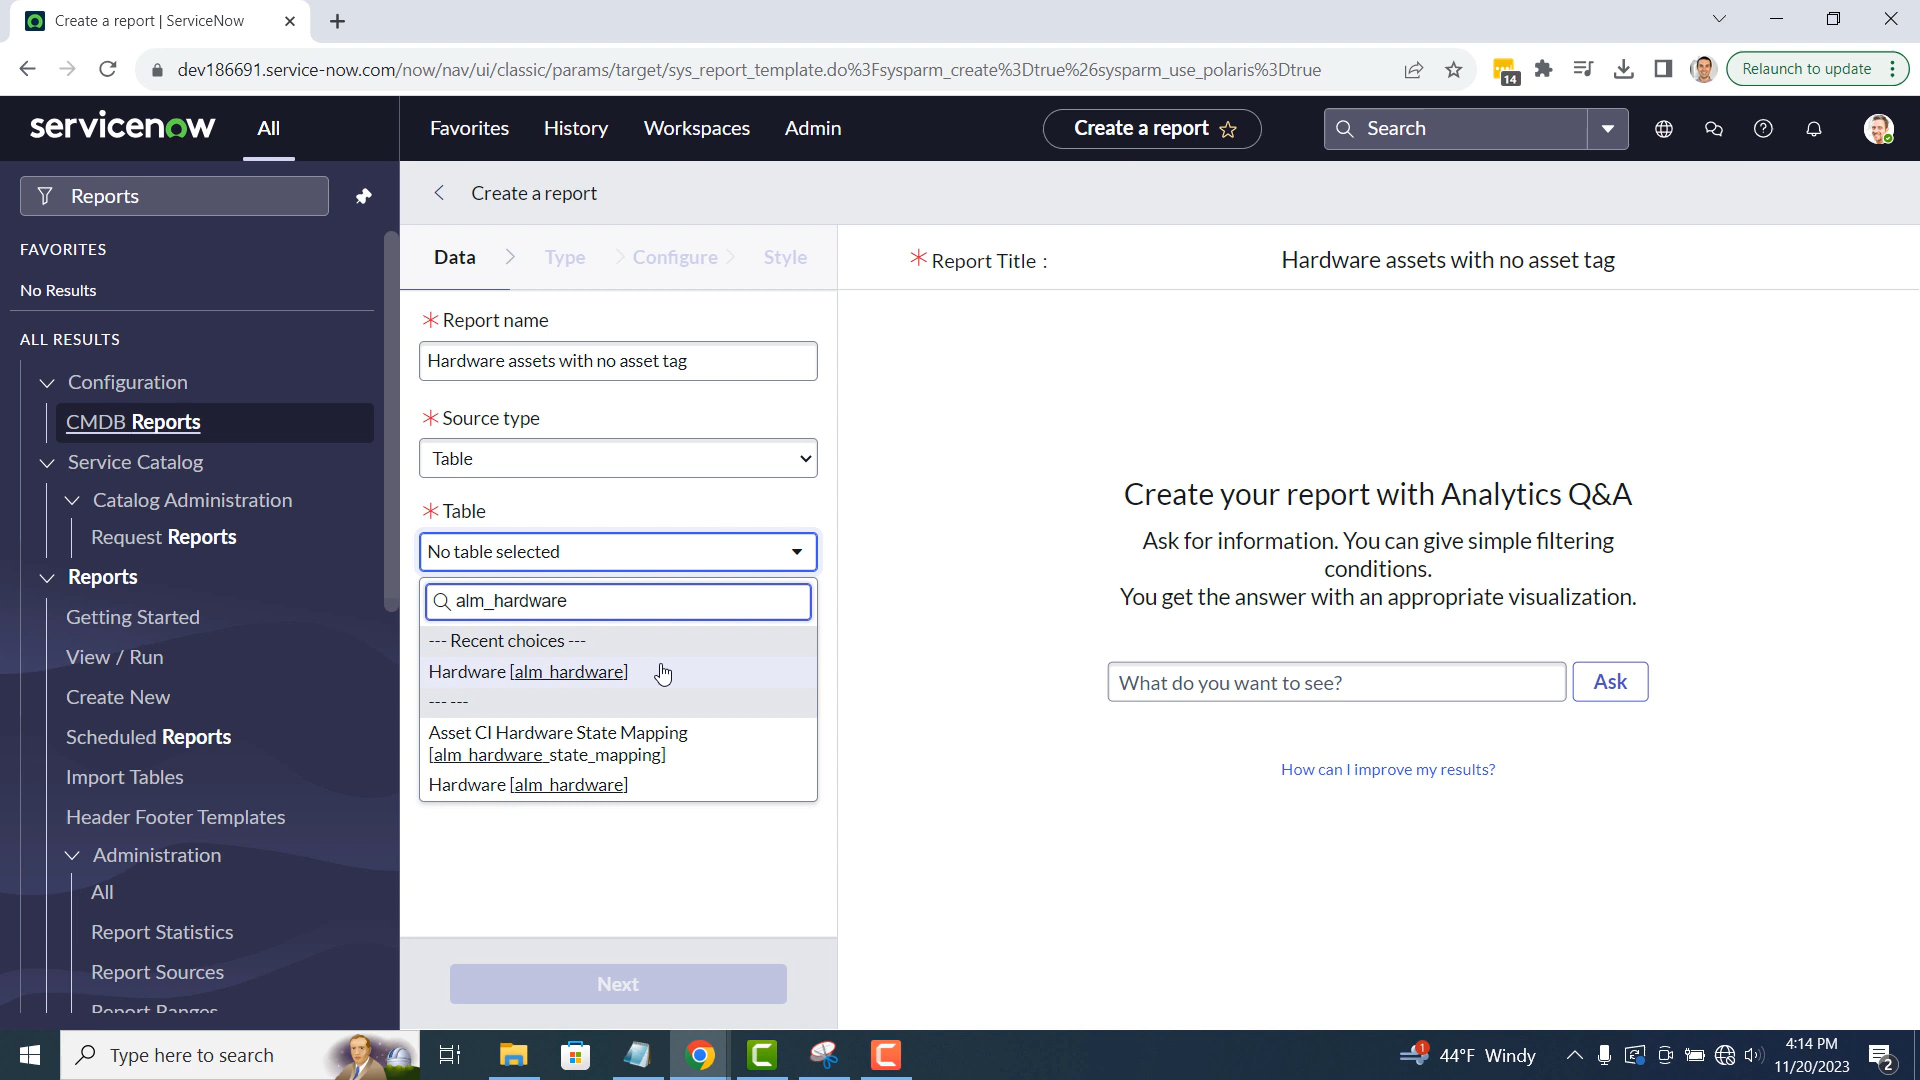 Create a report | ServiceNow
dev186691.service-now.com/now/nav/ui/classic/params/target/sys_report_template.do%3Fsysparm_create%3Dtrue%26sysparm_use_polaris%3Dtrue
14
Relaunch to update
servicenow
All
Favorites
History
Workspaces
Admin
Create a report
Search
Reports
FAVORITES
No Results
ALL RESULTS
Configuration
CMDB Reports
Service Catalog
Catalog Administration
Request Reports
Reports
Getting Started
View / Run
Create New
Scheduled Reports
Import Tables
Header Footer Templates
Administration
All
Report Statistics
Report Sources
Report Ranges
Create a report
Data
Type
Configure
Style
* Report name
Hardware assets with no asset tag
* Source type
Table
* Table
No table selected
alm_hardware
--- Recent choices ---
Hardware [alm_hardware]
--- ---
Asset CI Hardware State Mapping
[alm_hardware_state_mapping]
Hardware [alm_hardware]
Next
* Report Title :
Hardware assets with no asset tag
Create your report with Analytics Q&A
Ask for information. You can give simple filtering
conditions.
You get the answer with an appropriate visualization.
What do you want to see?
Ask
How can I improve my results?
Type here to search
1
44°F Windy
4:14 PM
11/20/2023
2